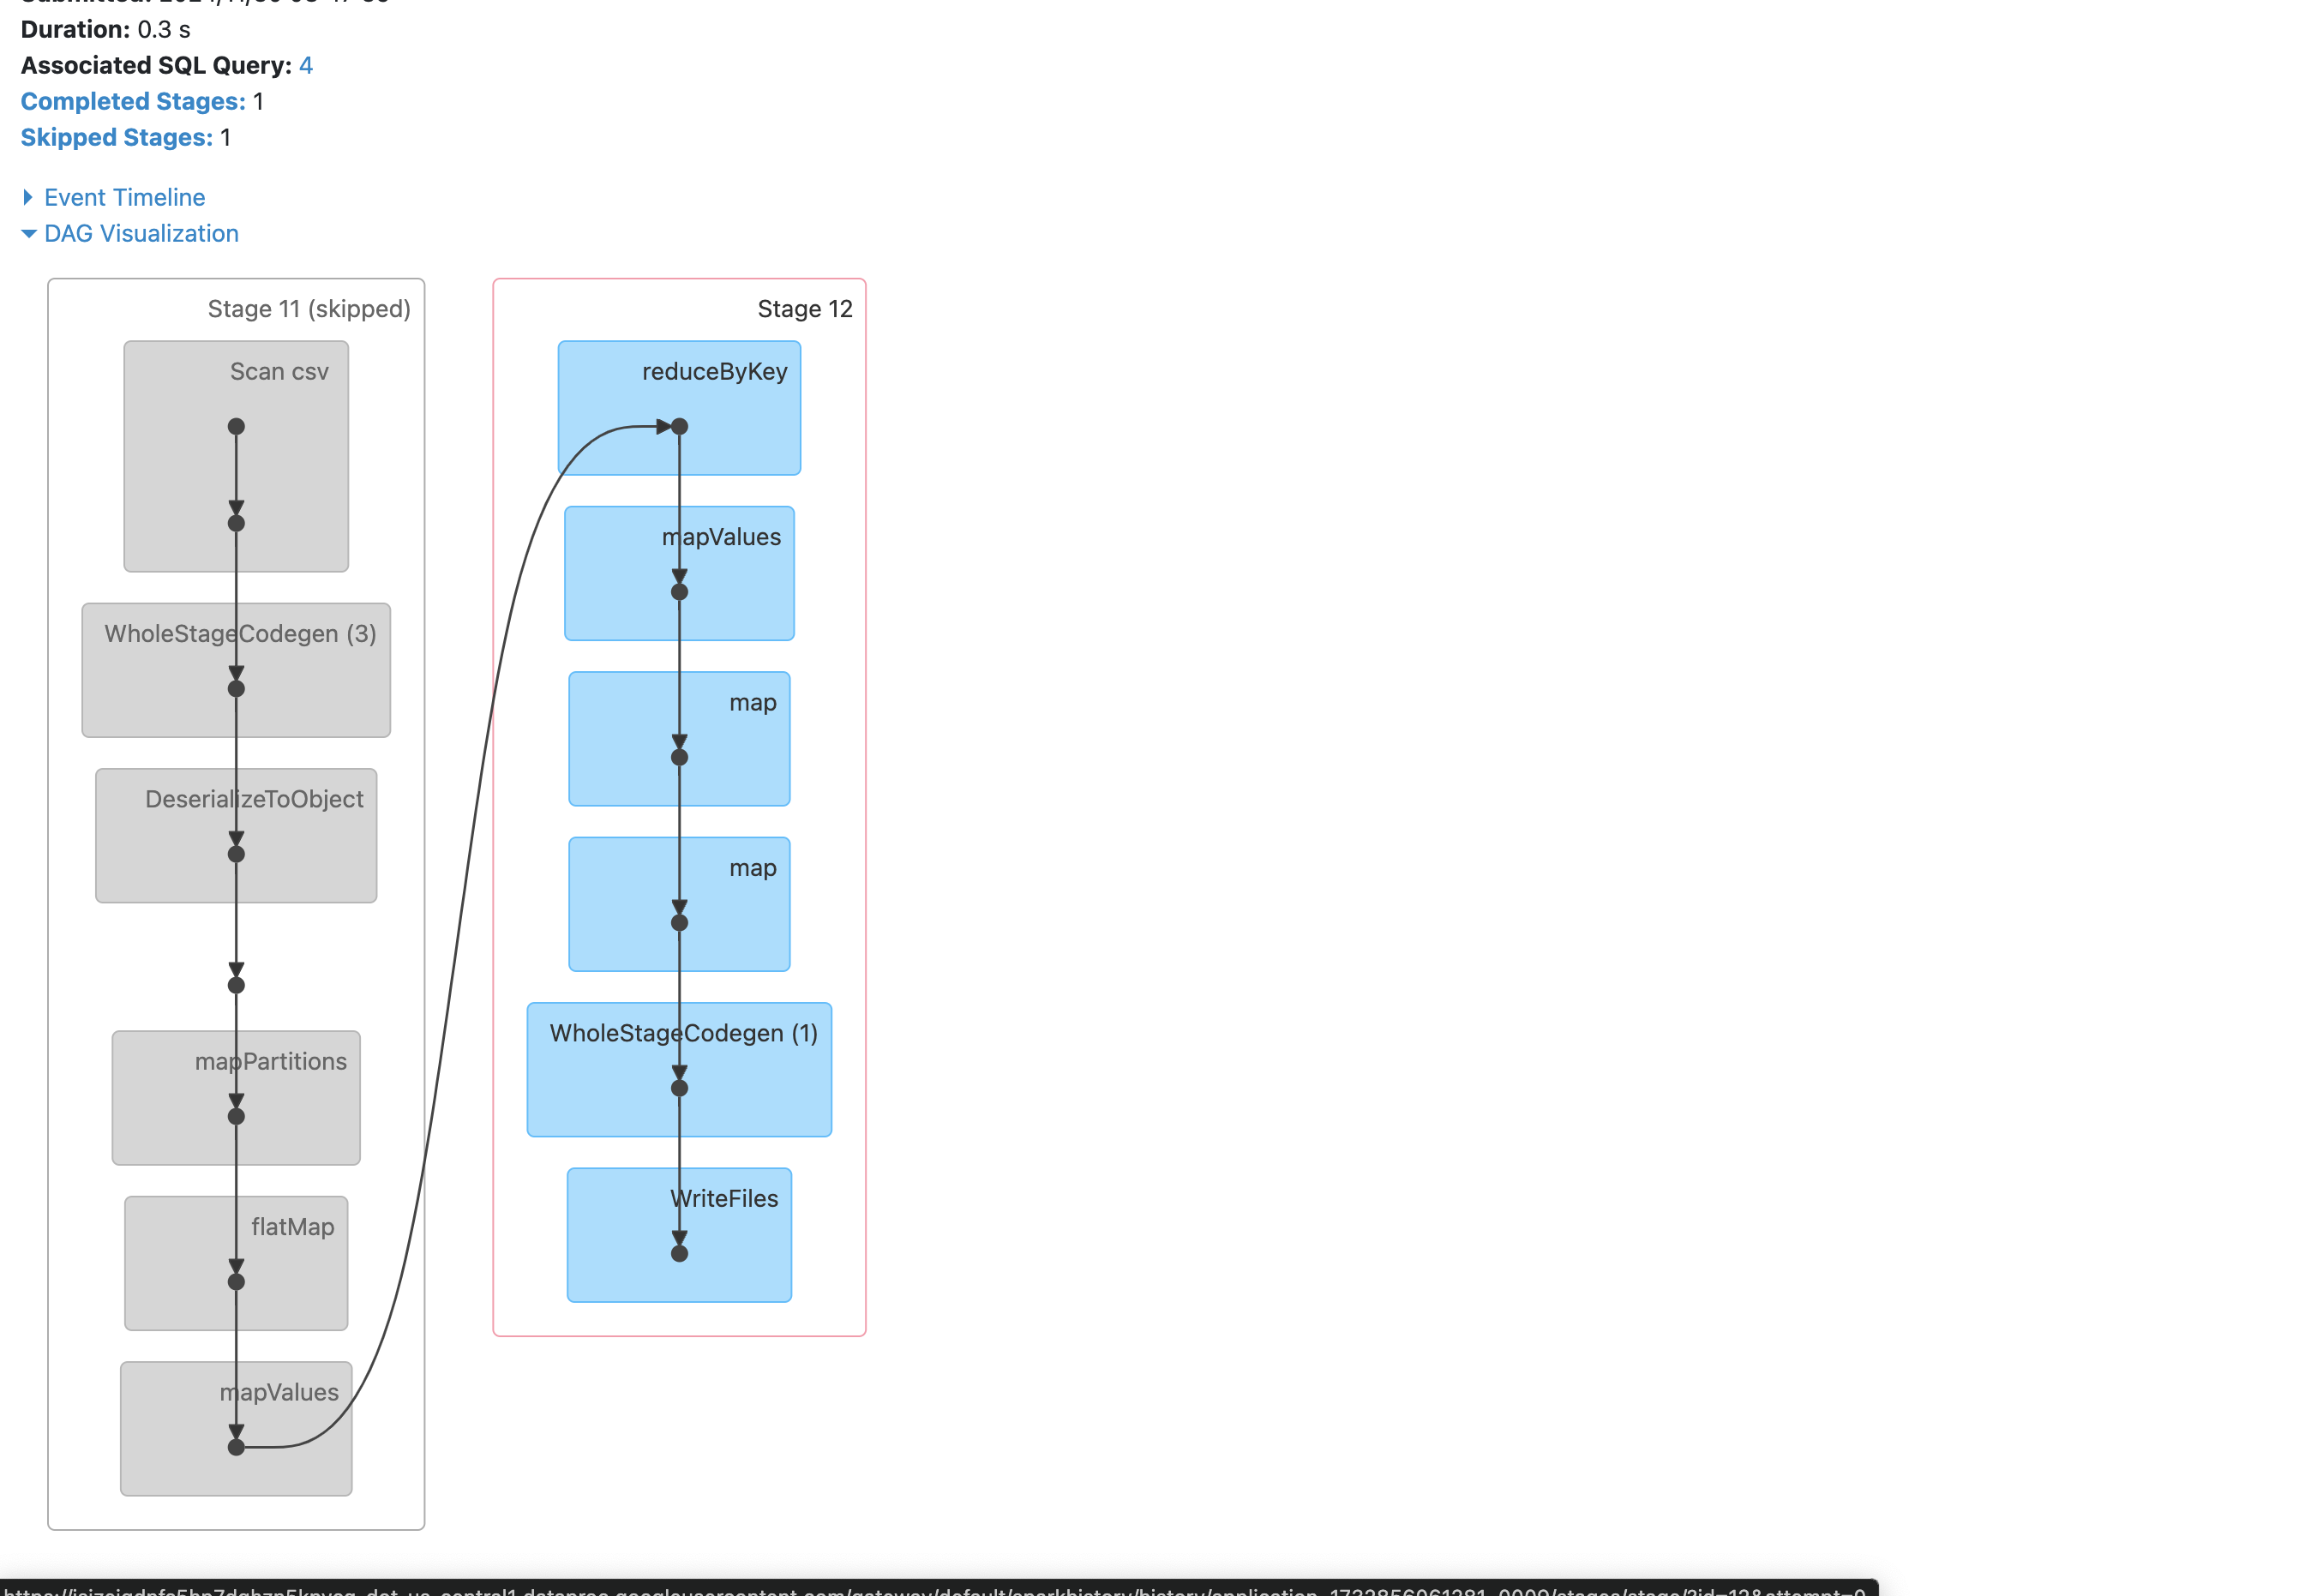 Duration: 0.3 s
Associated SQL Query: 4
Completed Stages: 1
Skipped Stages: 1
Event Timeline
DAG Visualization
Stage 11 (skipped)
Scan csv
WholeStageCodegen (3)
DeserializeToObject
mapPartitions
flatMap
mapValues
Stage 12
reduceByKey
mapValues
map
map
WholeStageCodegen (1)
WriteFiles